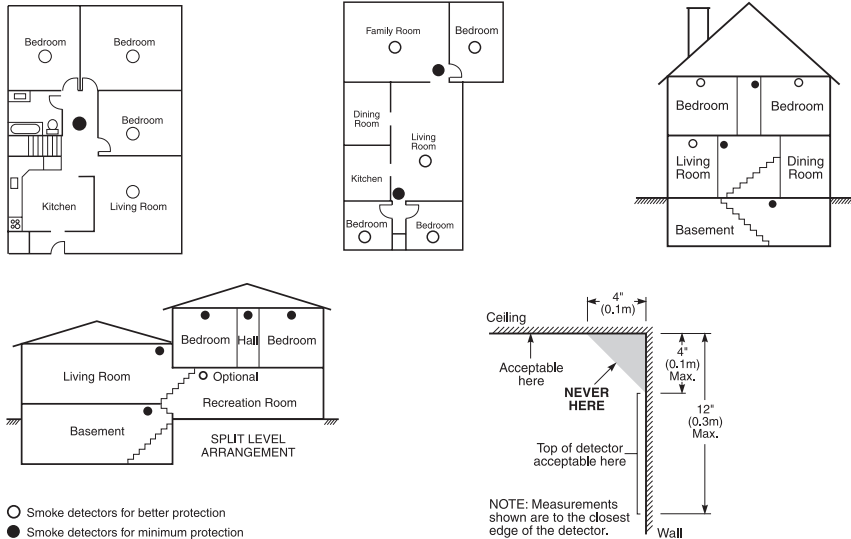 Bedroom
Bedroom
Bedroom
Kitchen
Living Room
Family Room
Bedroom
Dining
Room
Living
Room
Kitchen
Bedroom
Bedroom
Bedroom
Bedroom
Living
Room
Dining
Room
Basement
Bedroom
Hall
Bedroom
Living Room
Optional
Recreation Room
Basement
SPLIT LEVEL
ARRANGEMENT
4"
(0.1m)
Ceiling
Acceptable
here
NEVER
HERE
4"
(0.1m)
Max.
12"
(0.3m)
Max.
Top of detector
acceptable here
NOTE: Measurements
shown are to the closest
edge of the detector.
Wall
Smoke detectors for better protection
Smoke detectors for minimum protection